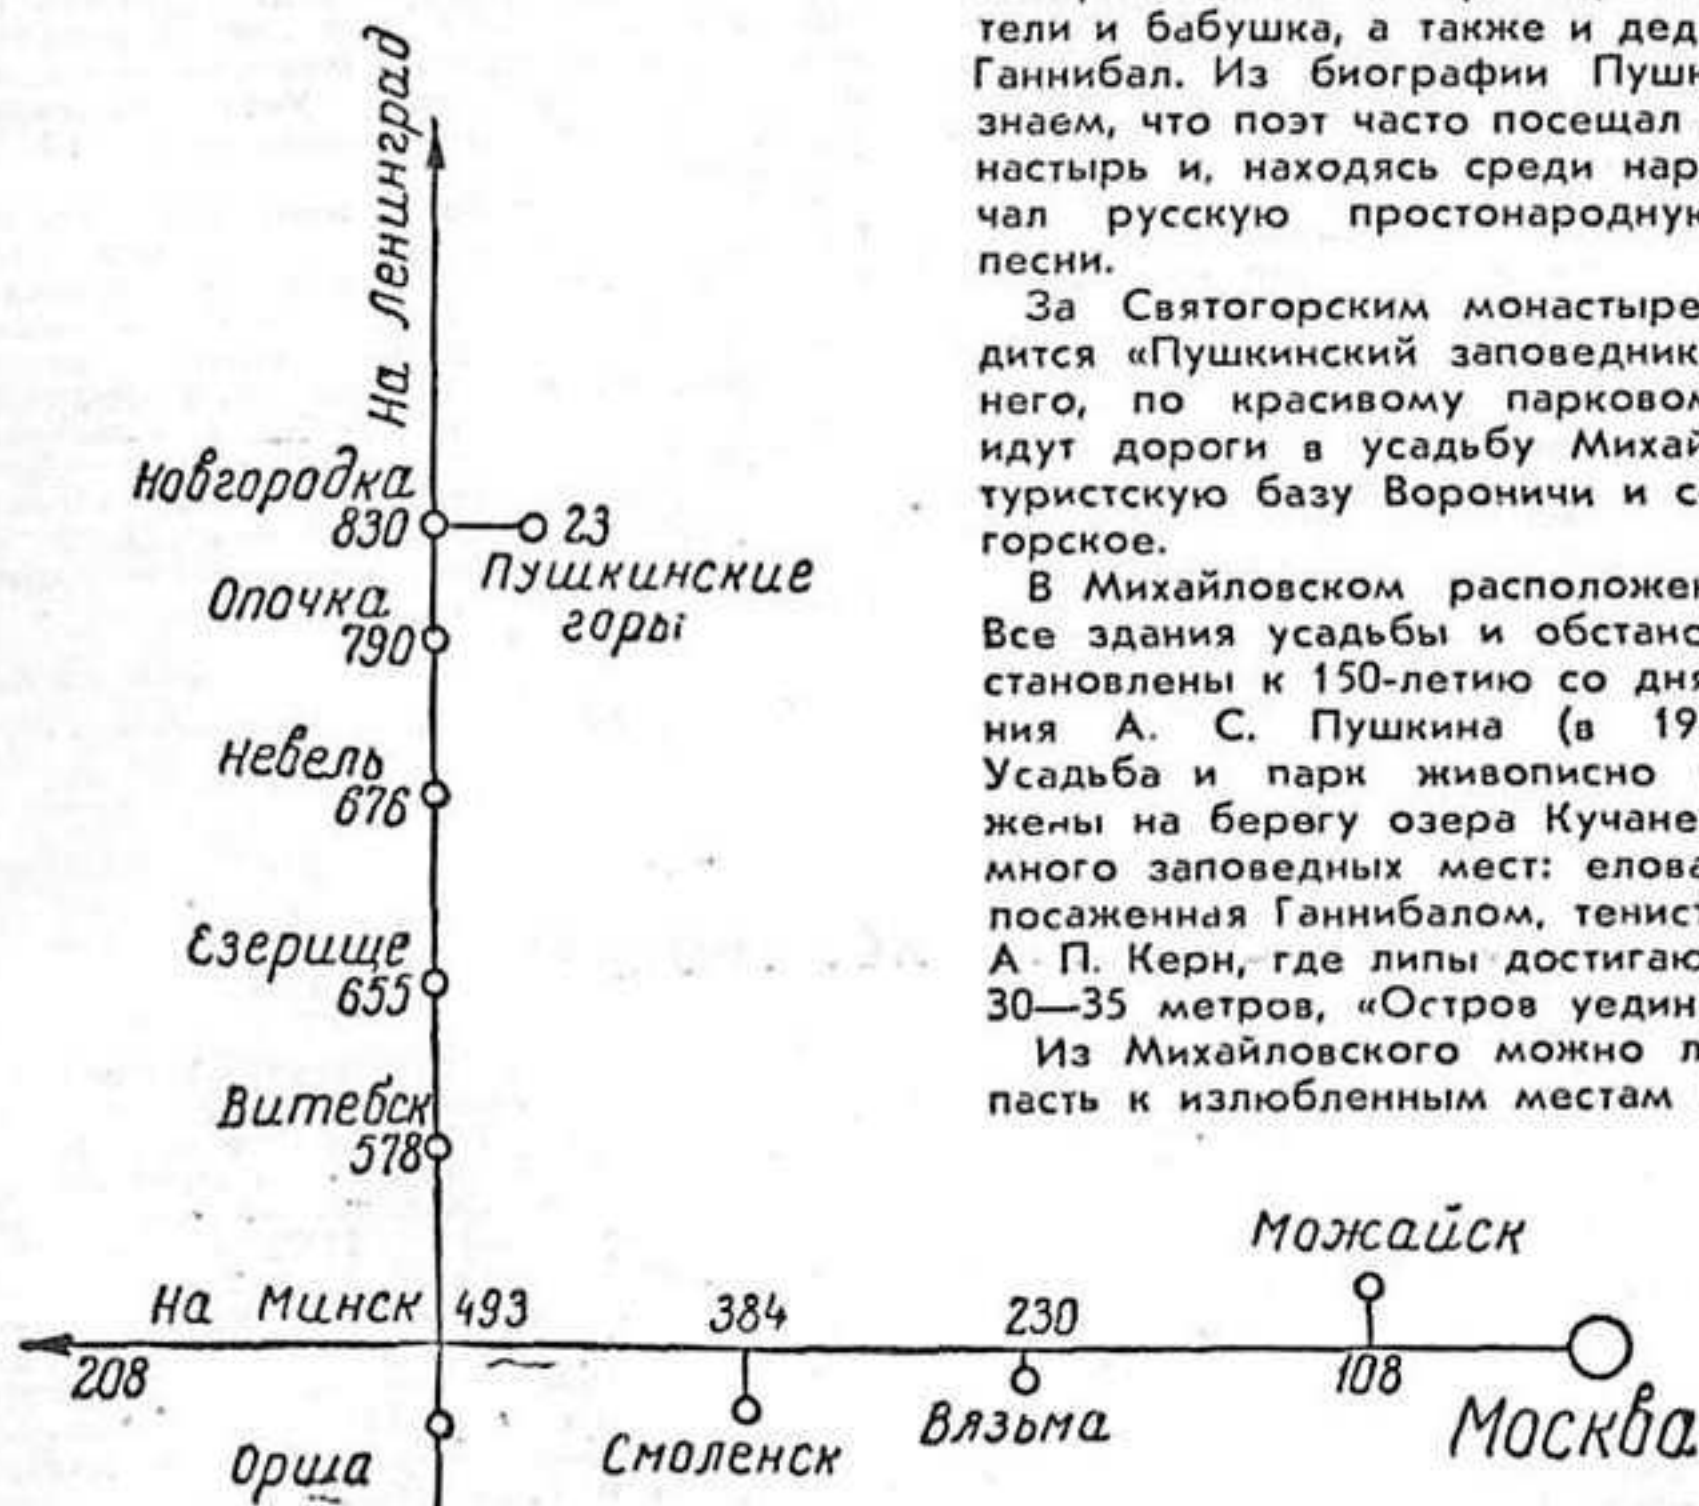 На Ленинград
Новгородка
830
23
Пушкинские
горы
Опочка
790
Невель
676
Езерище
655
Витебск
578
На Минск
493
384
230
Можайск
208
108
Орша
Смоленск
Вязьма
Москва
тели и бабушка, а также и дед
Ганнибал. Из биографии Пушк
знаем, что поэт часто посещал
настырь и, находясь среди нар
чал русскую простонародную
песни.
За Святогорским монастыре
дится «Пушкинский заповедник
него, по красивому парковом
идут дороги в усадьбу Михай
туристскую базу Вороничи и с
горское.
В Михайловском расположен
Все здания усадьбы и обстано
становлены к 150-летию со дня
ния А. С. Пушкина (в 19
Усадьба и парк живописно
жены на берегу озера Кучане
много заповедных мест: елова
посаженная Ганнибалом, тенист
А П. Керн, где липы достигаю
30—35 метров, «Остров уедин
Из Михайловского можно л
пасть к излюбленным местам